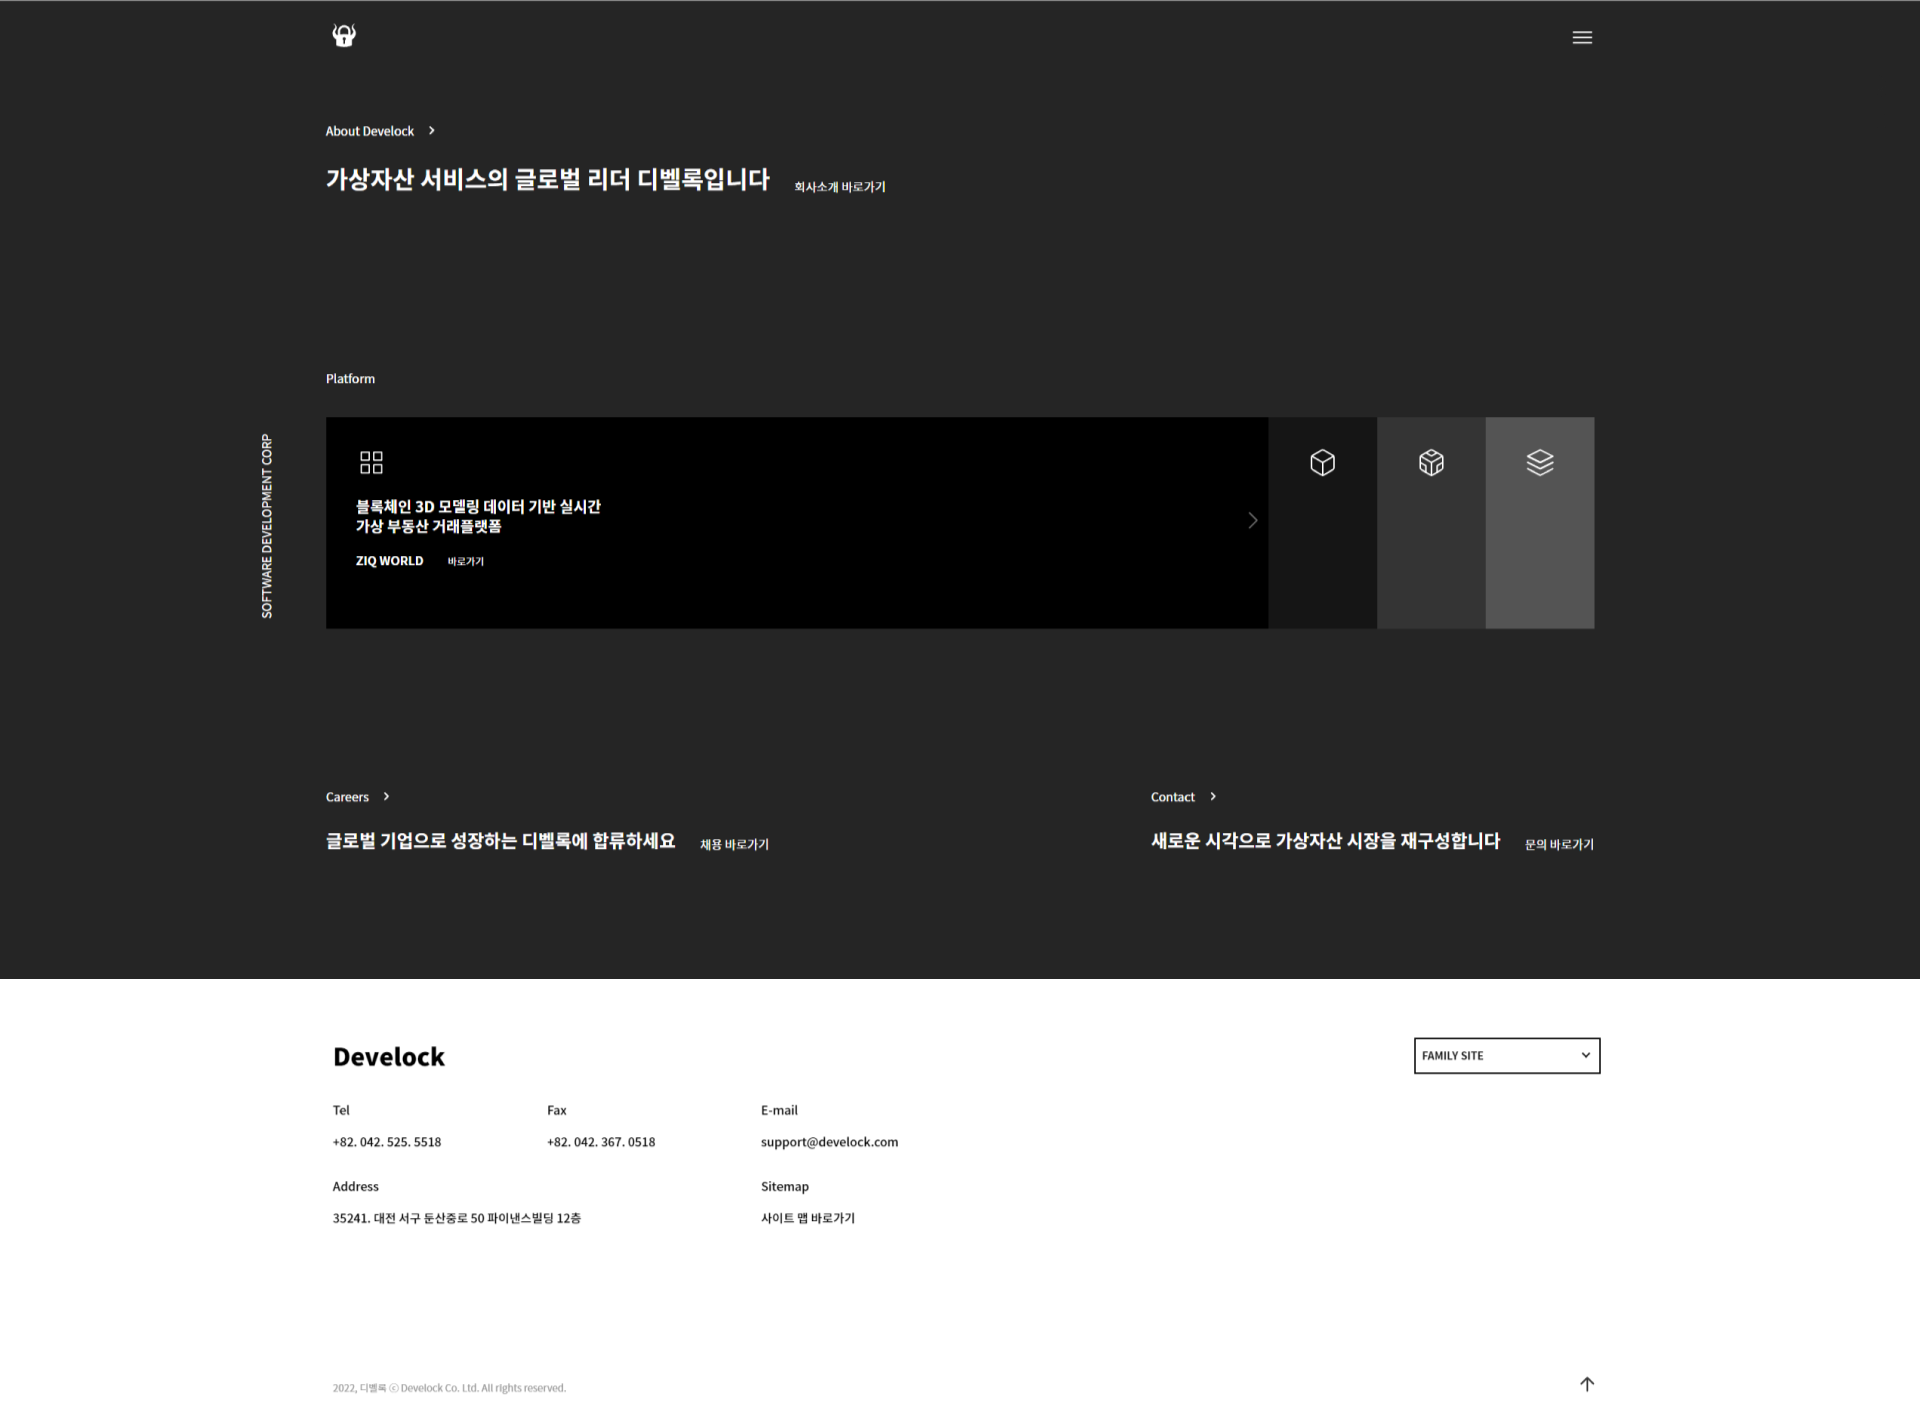 About Develock
가상자산 서비스의 글로벌 리더 디벨록입니다
회사소개 바로가기
Platform
SOFTWARE DEVELOPMENT CORP
블록체인 3D 모델링 데이터 기반 실시간
가상 부동산 거래플랫폼
ZIQ WORLD
바로가기
Careers
글로벌 기업으로 성장하는 디벨록에 합류하세요
채용 바로가기
Contact
새로운 시각으로 가상자산 시장을 재구성합니다
문의 바로가기
Develock
FAMILY SITE
Tel
+82. 042. 525. 5518
Fax
+82. 042. 367. 0518
E-mail
support@develock.com
Address
35241. 대전 서구 둔산중로 50 파이낸스빌딩 12층
Sitemap
사이트 맵 바로가기
2022, 디벨록 ⓒ Develock Co. Ltd. All rights reserved.